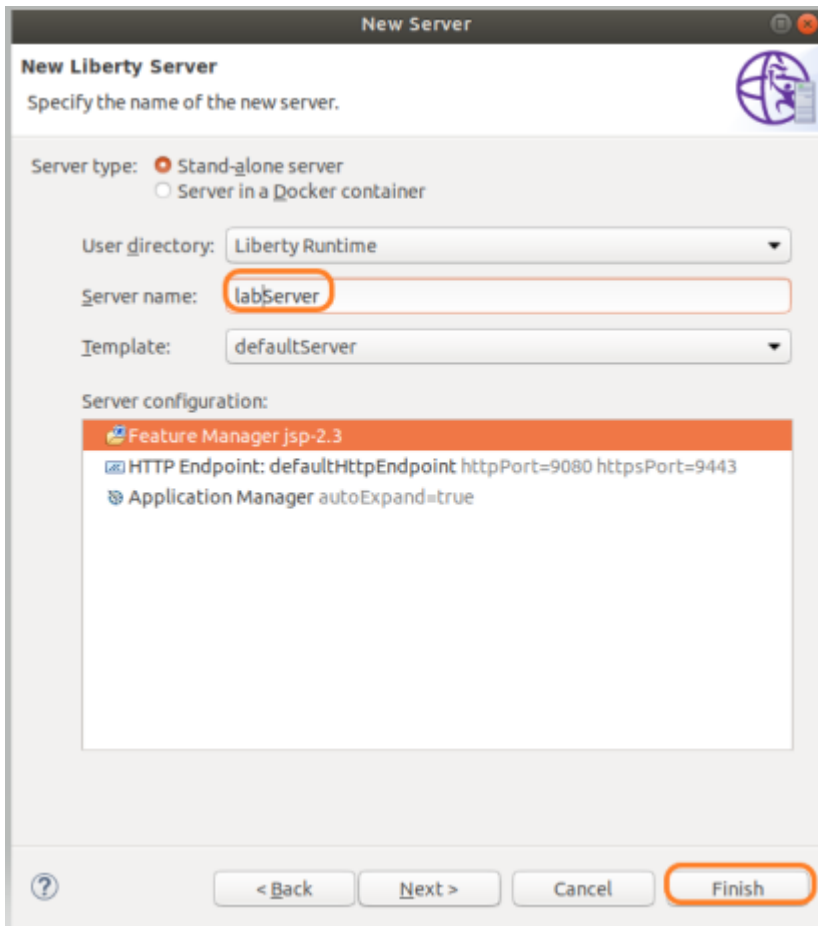 New Server
New Liberty Server
Specify the name of the new server.
Server type: Stand-alone server
Server in a Docker container
User directory: Liberty Runtime
Server name: labServer
Template: defaultServer
Server configuration:
Feature Manager jsp-2.3
HTTP Endpoint: defaultHttpEndpoint httpPort=9080 httpsPort=9443
Application Manager autoExpand=true
? < Back Next > Cancel Finish